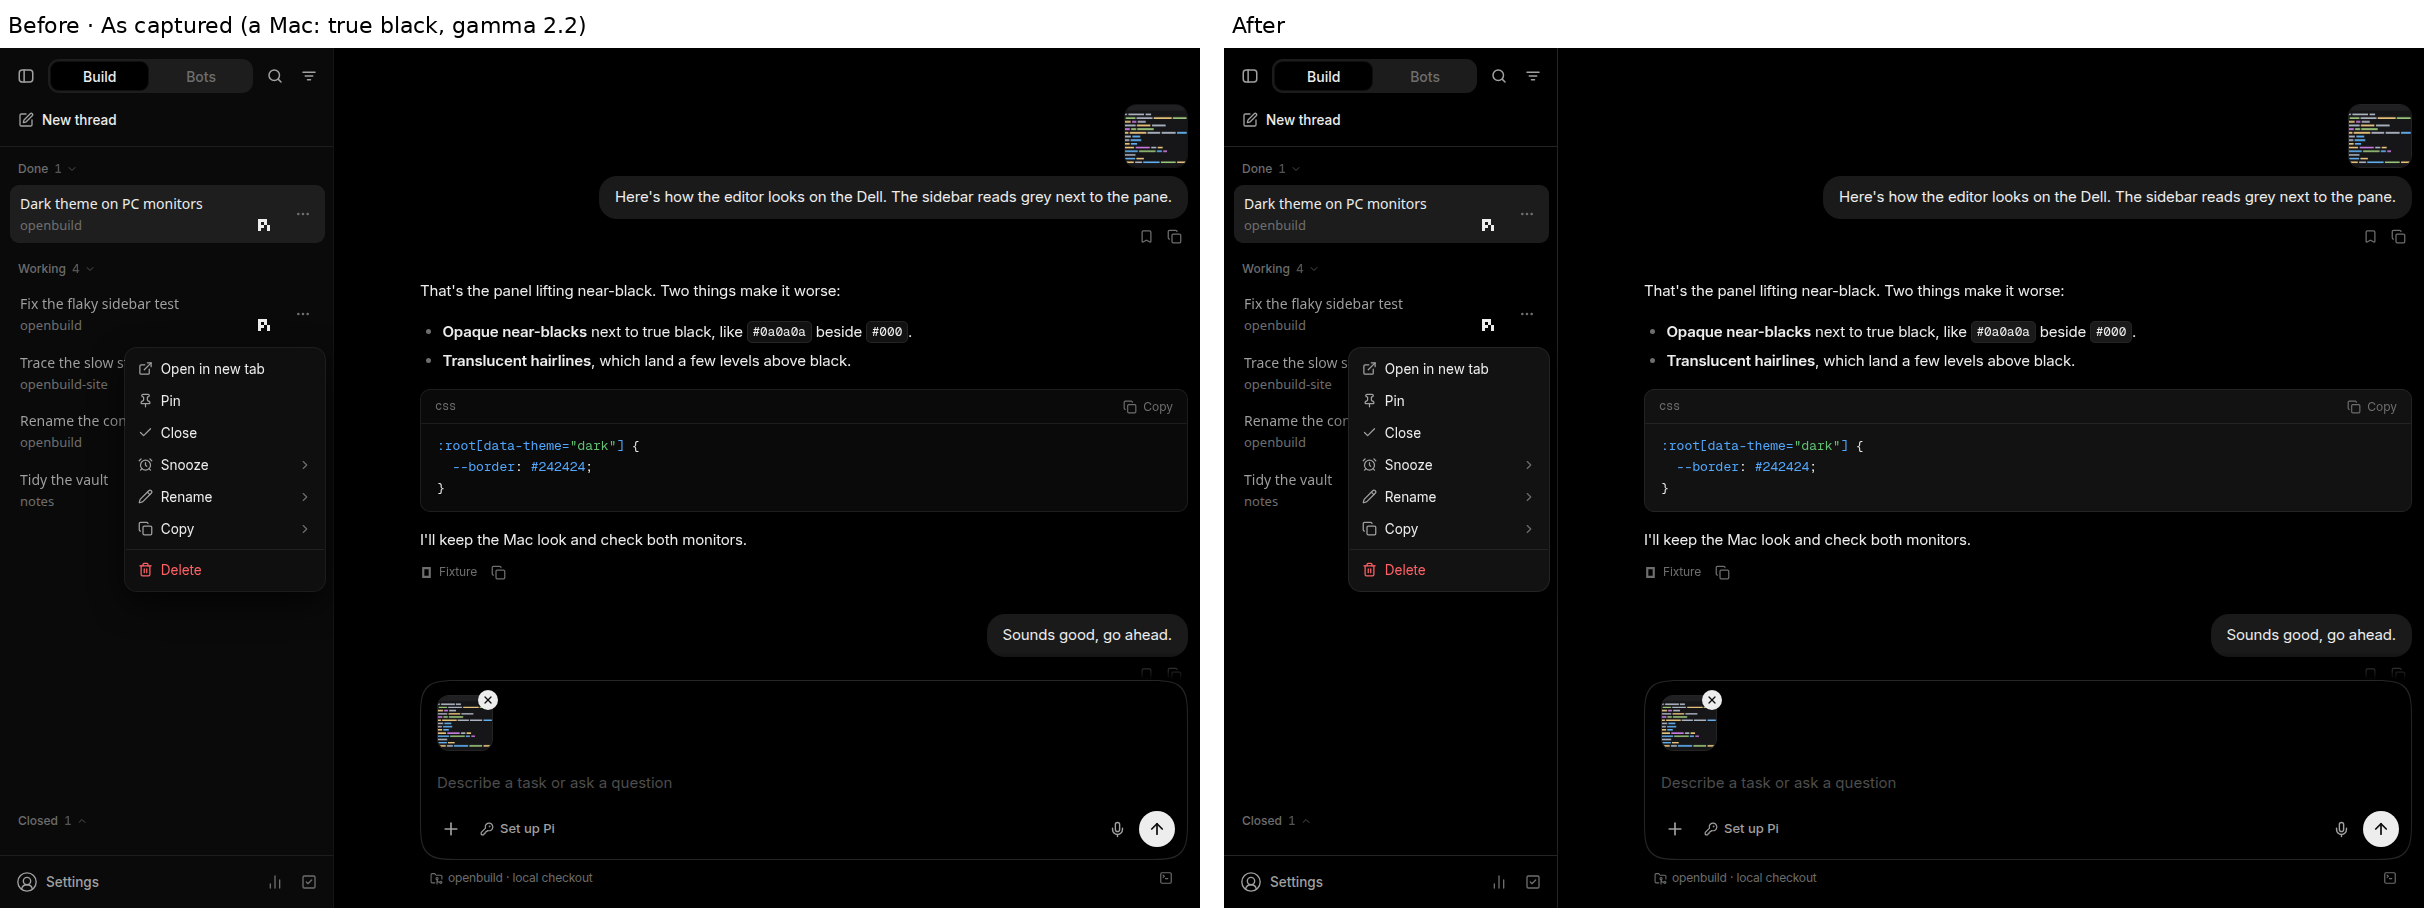 Before · As captured (a Mac: true black, gamma 2.2)
Build
Bots
New thread
Done 1
Dark theme on PC monitors
openbuild
Working 4
Fix the flaky sidebar test
openbuild
Trace the slow s
openbuild-site
Rename the con
openbuild
Tidy the vault
notes
Open in new tab
Pin
Close
Snooze
Rename
Copy
Delete
Closed 1
Settings
Here's how the editor looks on the Dell. The sidebar reads grey next to the pane.
That's the panel lifting near-black. Two things make it worse:
• Opaque near-blacks next to true black, like #0a0a0a beside #000.
• Translucent hairlines, which land a few levels above black.
css
Copy
:root[data-theme="dark"] {
--border: #242424;
}
I'll keep the Mac look and check both monitors.
Fixture
Sounds good, go ahead.
Describe a task or ask a question
Set up Pi
openbuild · local checkout
After
Build
Bots
New thread
Done 1
Dark theme on PC monitors
openbuild
Working 4
Fix the flaky sidebar test
openbuild
Trace the slow s
openbuild-site
Rename the cor
openbuild
Tidy the vault
notes
Open in new tab
Pin
Close
Snooze
Rename
Copy
Delete
Closed 1
Settings
Here's how the editor looks on the Dell. The sidebar reads grey next to the pane.
That's the panel lifting near-black. Two things make it worse:
• Opaque near-blacks next to true black, like #0a0a0a beside #000.
• Translucent hairlines, which land a few levels above black.
css
Copy
:root[data-theme="dark"] {
--border: #242424;
}
I'll keep the Mac look and check both monitors.
Fixture
Sounds good, go ahead.
Describe a task or ask a question
Set up Pi
openbuild · local checkout